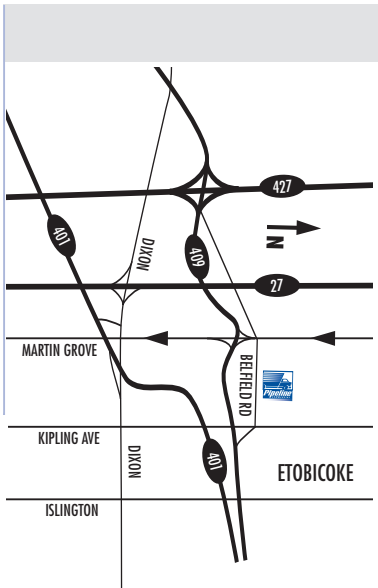 427
N
401
DIXON
409
27
MARTIN GROVE
BELFIELD RD
Pipeline
KIPLING AVE
DIXON
401
ETOBICOKE
ISLINGTON